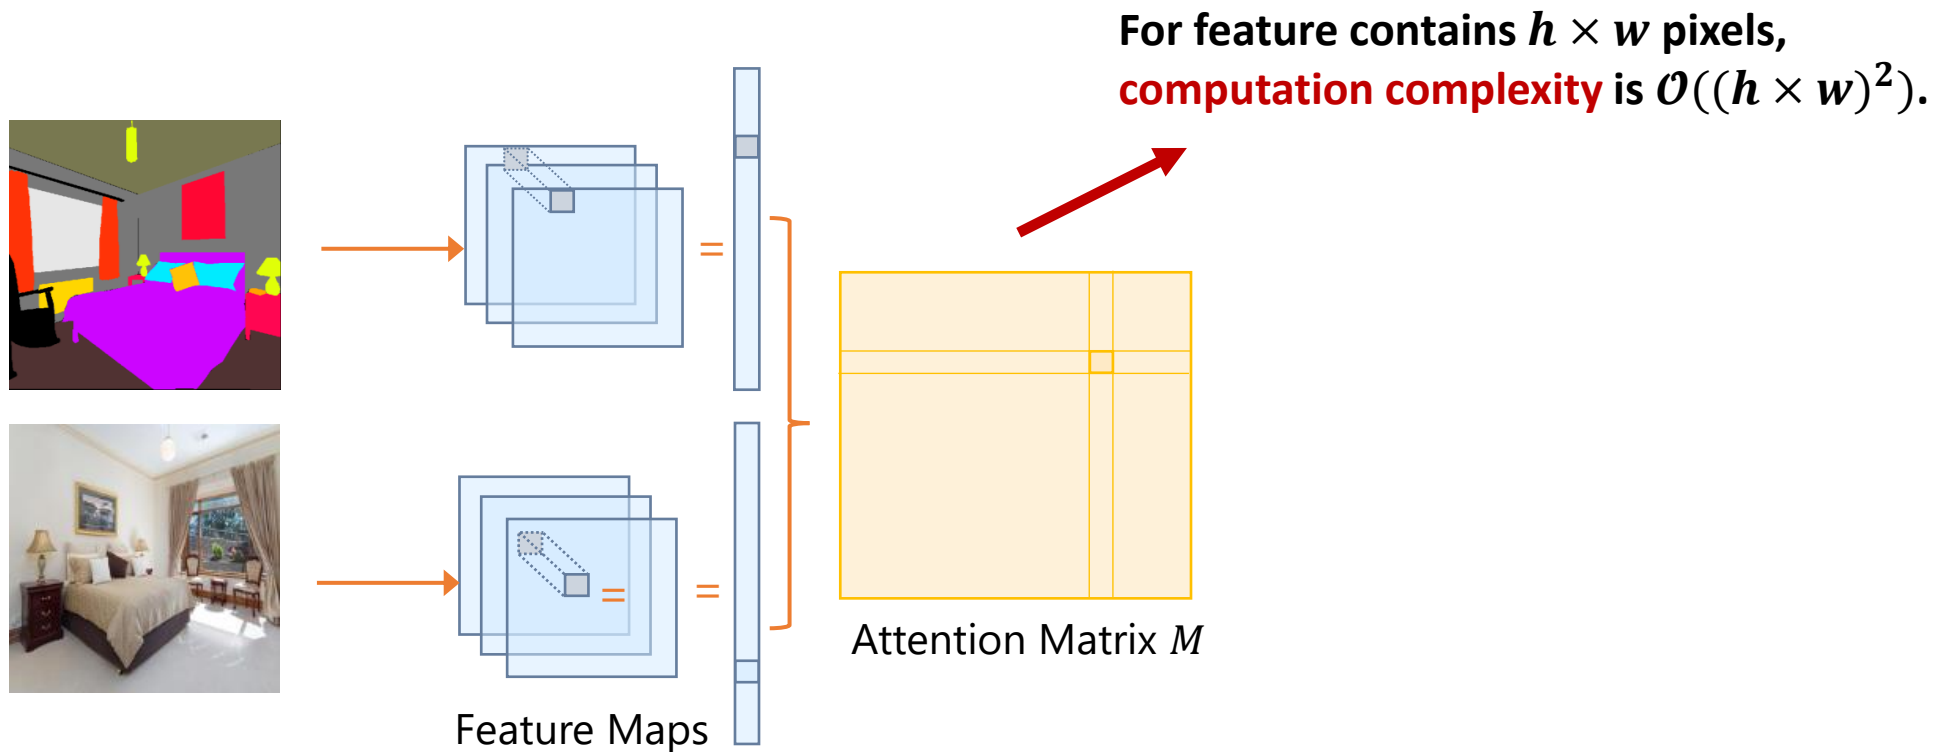 For feature contains h × w pixels,
computation complexity is 𝒪((h × w)²).
=
=
=
Attention Matrix M
Feature Maps